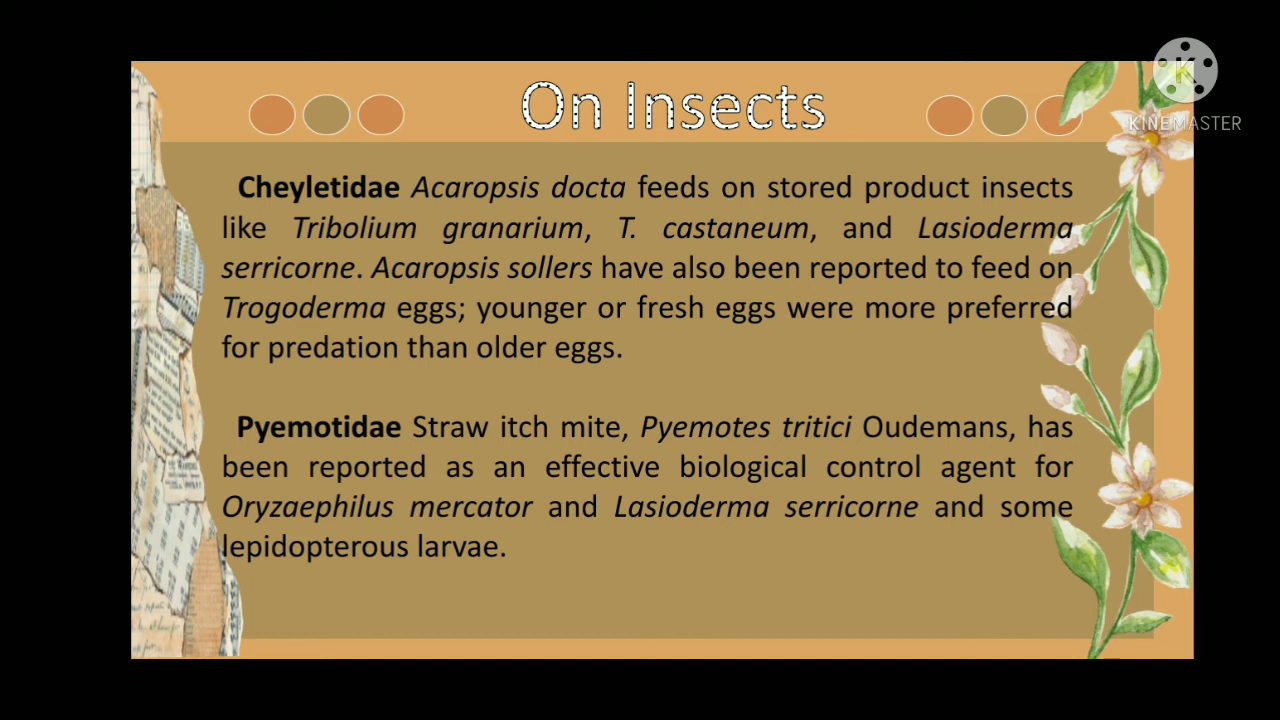 On Insects
KINEMASTER
Cheyletidae Acaropsis docta feeds on stored product insects
like Tribolium granarium, T. castaneum, and Lasioderma
serricorne. Acaropsis sollers have also been reported to feed on
Trogoderma eggs; younger or fresh eggs were more preferred
for predation than older eggs.
Pyemotidae Straw itch mite, Pyemotes tritici Oudemans, has
been reported as an effective biological control agent for
Oryzaephilus mercator and Lasioderma serricorne and some
lepidopterous larvae.